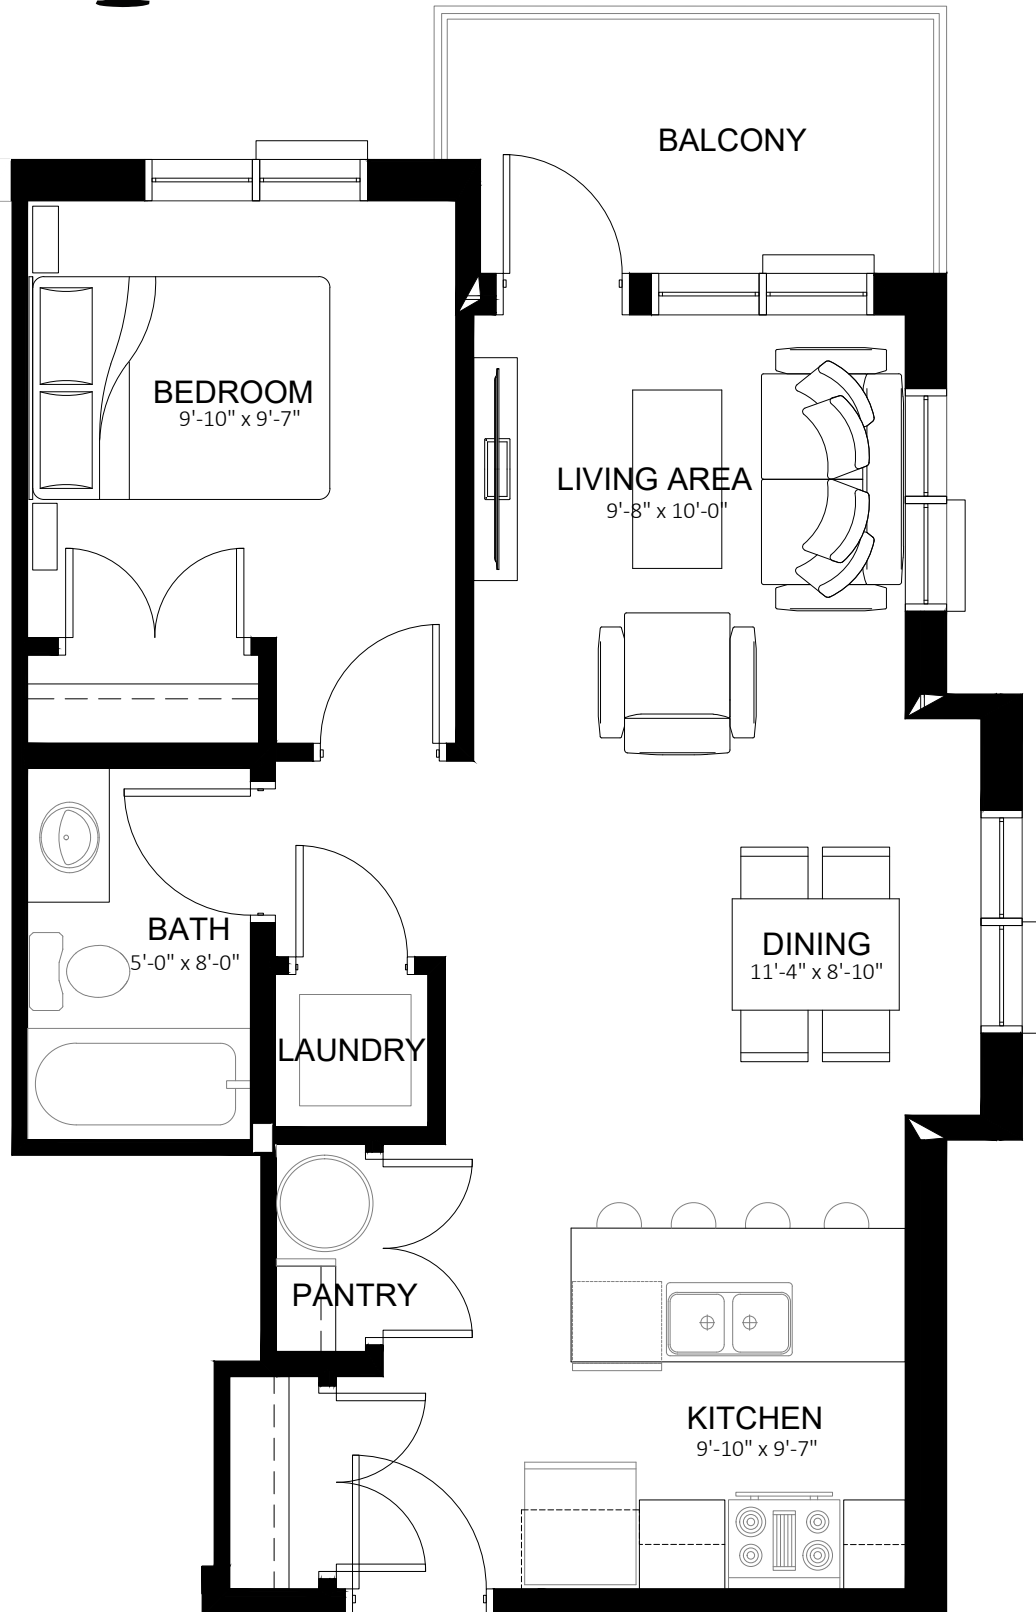 BALCONY
BEDROOM
9'-10" x 9'-7"
LIVING AREA
9'-8" x 10'-0"
BATH
5'-0" x 8'-0"
DINING
11'-4" x 8'-10"
LAUNDRY
PANTRY
KITCHEN
9'-10" x 9'-7"